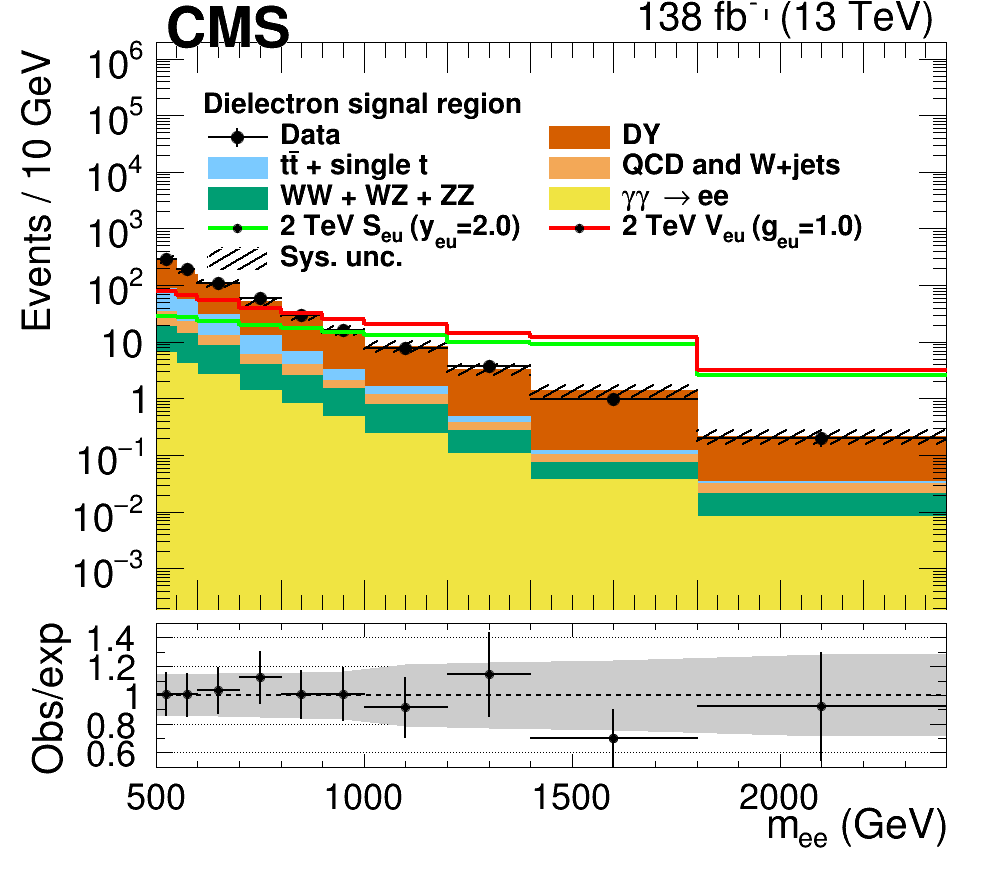 CMS 138 fb⁻¹ (13 TeV)
Events / 10 GeV
10⁶
10⁵
10⁴
10³
10²
10
1
10⁻¹
10⁻²
10⁻³
Dielectron signal region
Data DY
tt̄ + single t QCD and W+jets
WW + WZ + ZZ γγ → ee
2 TeV S_eu (y_eu=2.0) 2 TeV V_eu (g_eu=1.0)
Sys. unc.
Obs/exp
1.4
1.2
1
0.8
0.6
500 1000 1500 2000
m_ee (GeV)